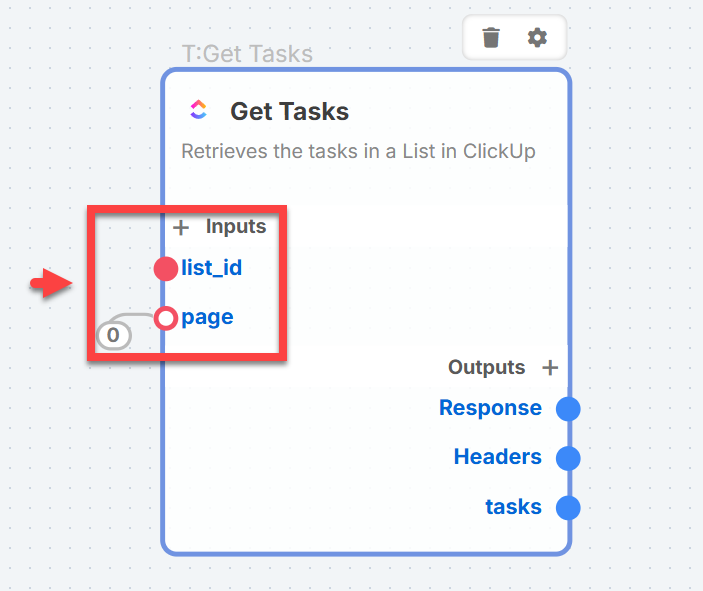 T:Get Tasks
Get Tasks
Retrieves the tasks in a List in ClickUp
+ Inputs
list_id
page
0
Outputs +
Response
Headers
tasks